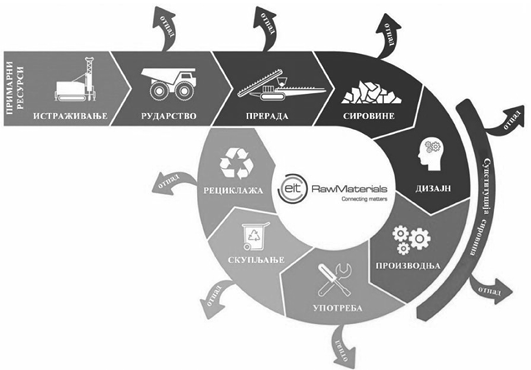 ПРИМАРНИ
РЕСУРСИ
ИСТРАЖИВАЊЕ
отпад
РУДАРСТВО
отпад
ПРЕРАДА
отпад
СИРОВИНЕ
ДИЗАЈН
Супституција сировина
отпад
отпад
ПРОИЗВОДЊА
УПОТРЕБА
отпад
СКУПЉАЊЕ
отпад
РЕЦИКЛАЖА
отпад
eit RawMaterials
Connecting matters